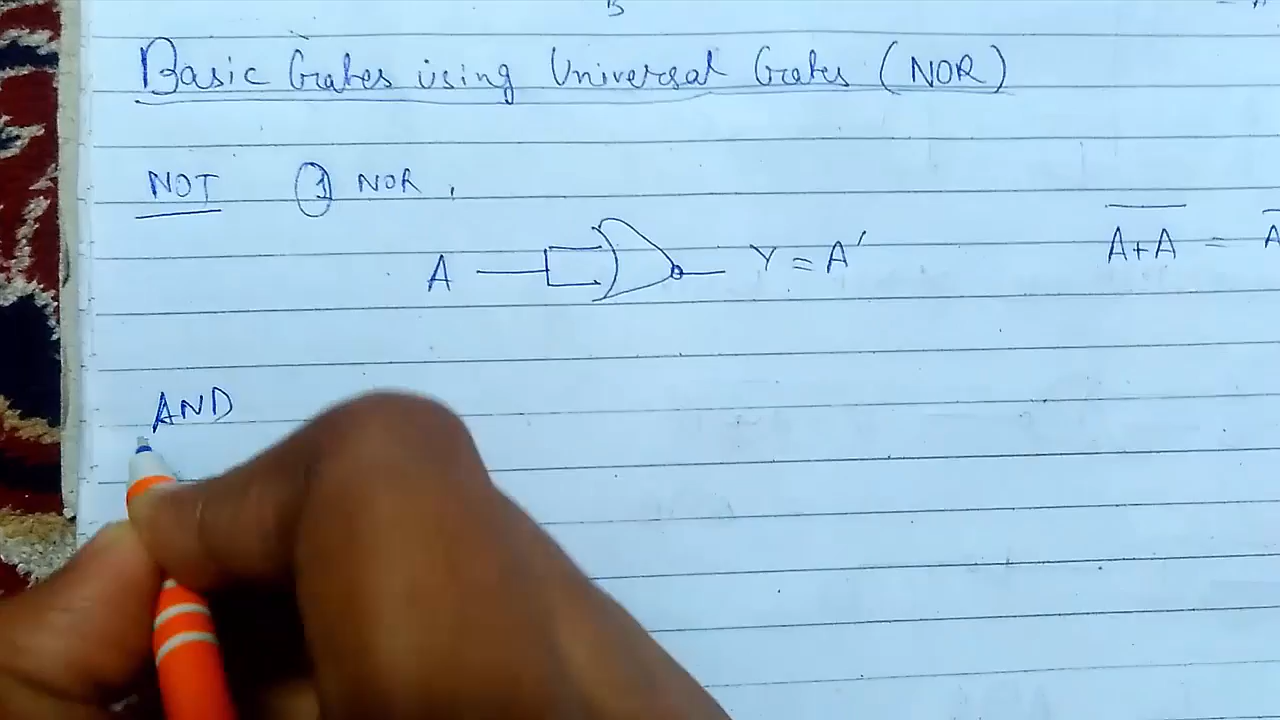 B
Basic Gates using Universal Gates (NOR)
NOT ① NOR,
A Y = A′ A̅+̅A̅ = A̅
AND